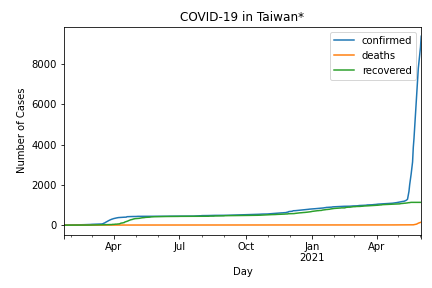 COVID-19 in Taiwan*
confirmed
deaths
recovered
Number of Cases
8000
6000
4000
2000
0
Apr
Jul
Oct
Jan
2021
Apr
Day